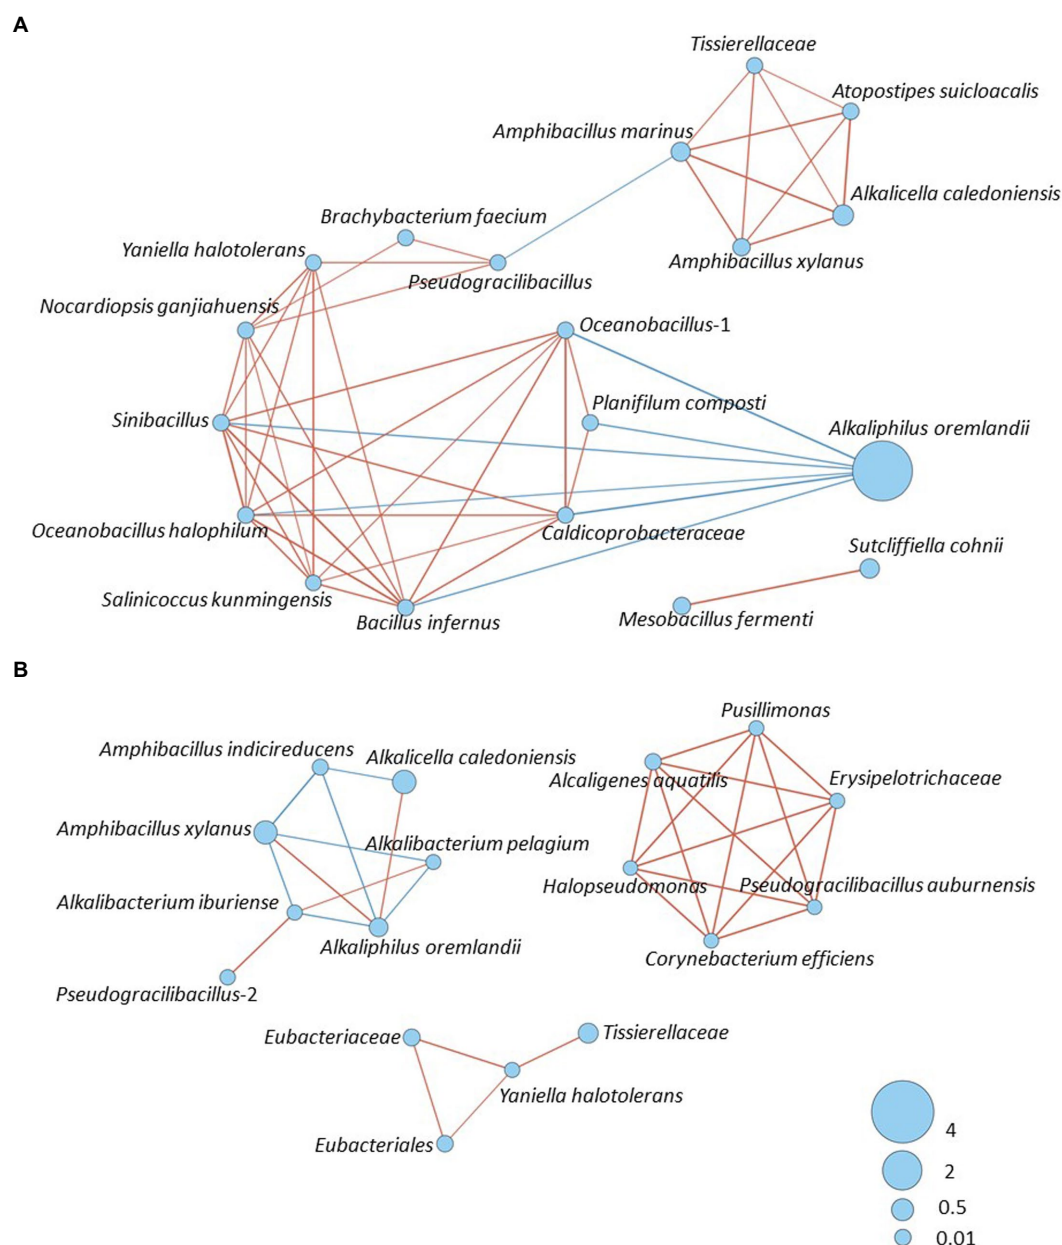 A
Tissierellaceae
Atopostipes suicloacalis
Amphibacillus marinus
Alkalicella caledoniensis
Brachybacterium faecium
Yaniella halotolerans
Amphibacillus xylanus
Pseudogracilibacillus
Nocardiopsis ganjiahuensis
Oceanobacillus-1
Planifilum composti
Sinibacillus
Alkaliphilus oremlandii
Oceanobacillus halophilum
Caldicoprobacteraceae
Sutcliffiella cohnii
Salinicoccus kunmingensis
Bacillus infernus
Mesobacillus fermenti
B
Pusillimonas
Amphibacillus indicireducens
Alkalicella caledoniensis
Alcaligenes aquatilis
Erysipelotrichaceae
Amphibacillus xylanus
Alkalibacterium pelagium
Halopseudomonas
Pseudogracilibacillus auburnensis
Alkalibacterium iburiense
Alkaliphilus oremlandii
Corynebacterium efficiens
Pseudogracilibacillus-2
Eubacteriaceae
Tissierellaceae
Yaniella halotolerans
Eubacteriales
4
2
0.5
0.01